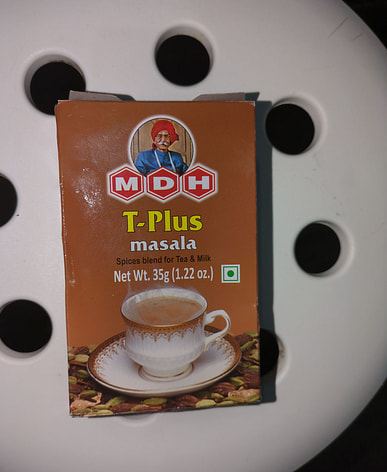 MDH
T-Plus
masala
Spices blend for Tea & Milk
Net Wt. 35g (1.22 oz.)